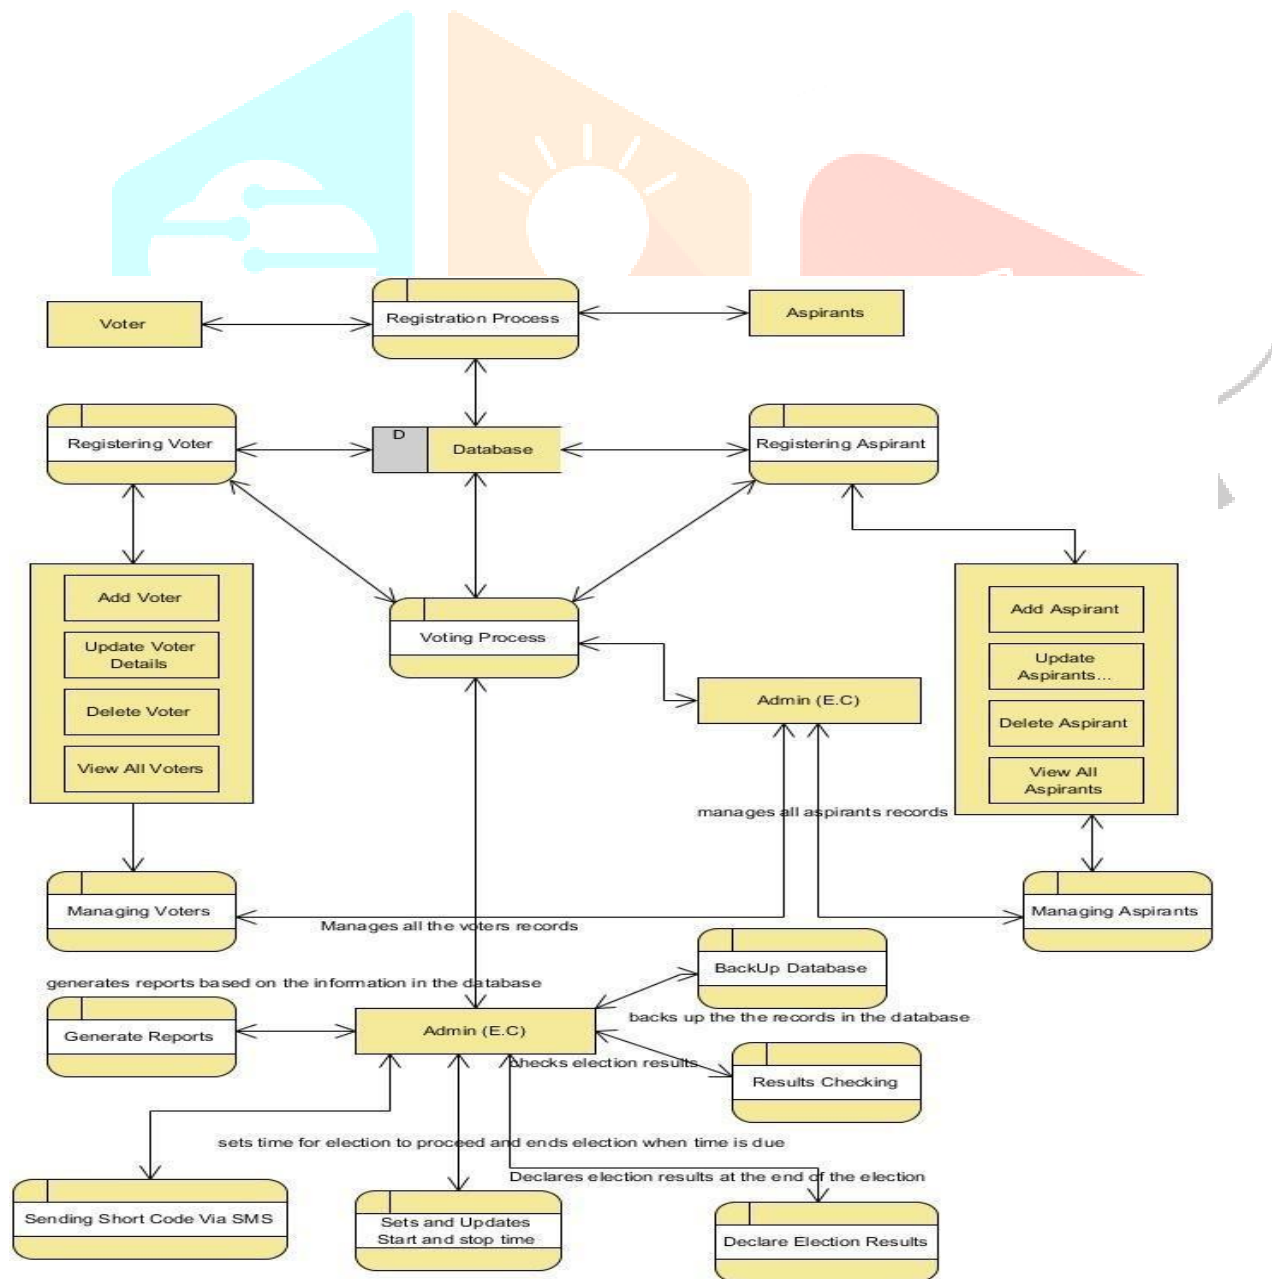 Voter
Registration Process
Aspirants
Registering Voter
D
Database
Registering Aspirant
Add Voter
Update Voter
Details
Delete Voter
View All Voters
Voting Process
Admin (E.C)
Add Aspirant
Update
Aspirants...
Delete Aspirant
View All
Aspirants
manages all aspirants records
Managing Voters
Manages all the voters records
Managing Aspirants
BackUp Database
generates reports based on the information in the database
backs up the the records in the database
Generate Reports
Admin (E.C)
checks election results
Results Checking
sets time for election to proceed and ends election when time is due
Declares election results at the end of the election
Sending Short Code Via SMS
Sets and Updates
Start and stop time
Declare Election Results